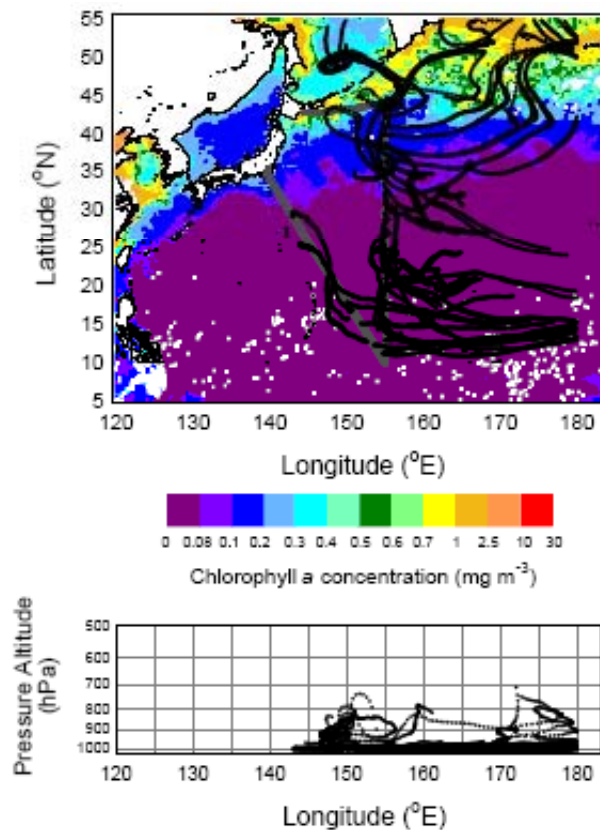 55
50
45
40
35
30
25
20
15
10
5
Latitude (°N)
120 130 140 150 160 170 180
Longitude (°E)
0 0.08 0.1 0.2 0.3 0.4 0.5 0.6 0.7 1 2.5 10 30
Chlorophyll a concentration (mg m-3)
Pressure Altitude
(hPa)
500
600
700
800
900
1000
120 130 140 150 160 170 180
Longitude (°E)